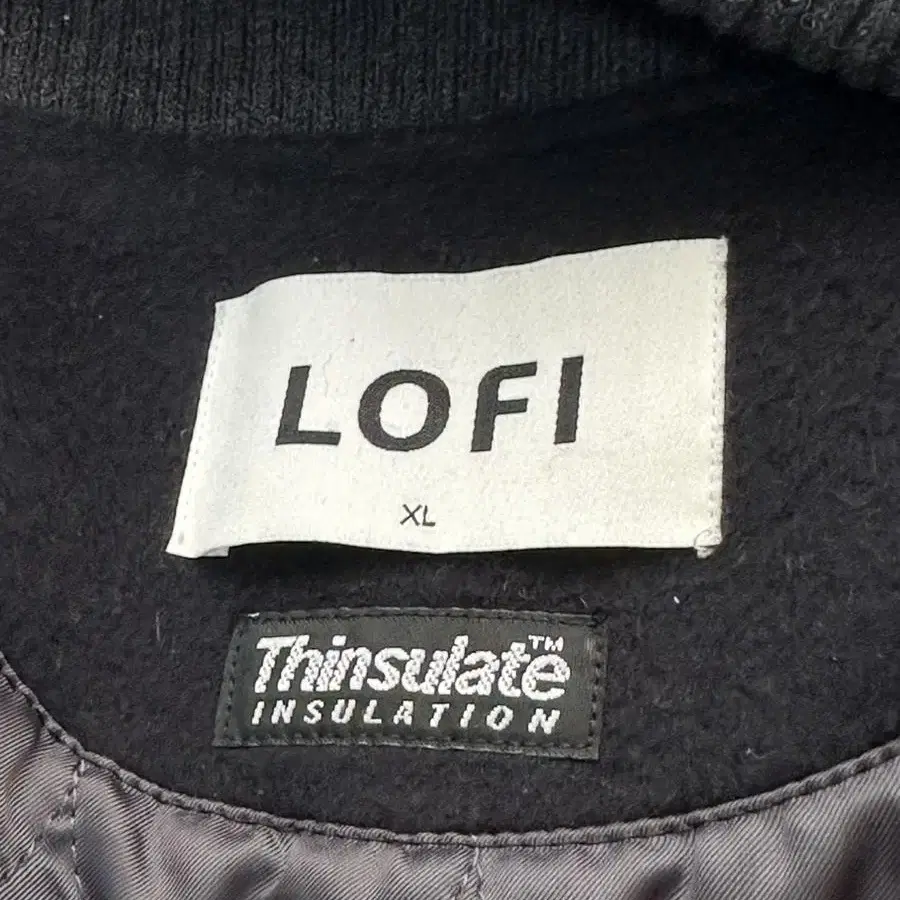 LOFI
XL
Thinsulate™
INSULATION